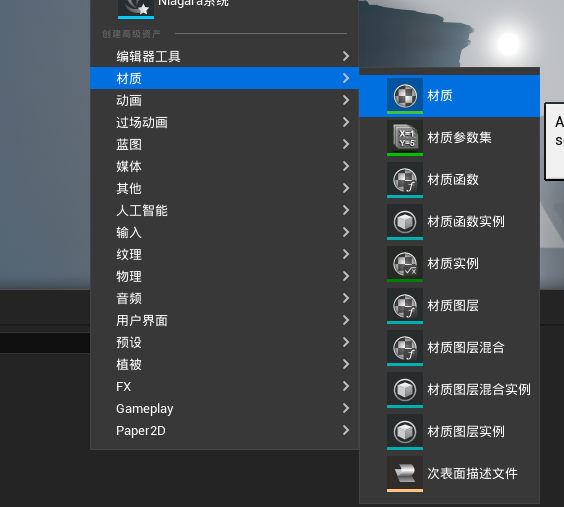 Niagara系统
创建高级资产
编辑器工具
材质
动画
过场动画
蓝图
媒体
其他
人工智能
输入
纹理
物理
音频
用户界面
预设
植被
FX
Gameplay
Paper2D
材质
X=1
Y=5
材质参数集
材质函数
材质函数实例
材质实例
材质图层
材质图层混合
材质图层混合实例
材质图层实例
次表面描述文件